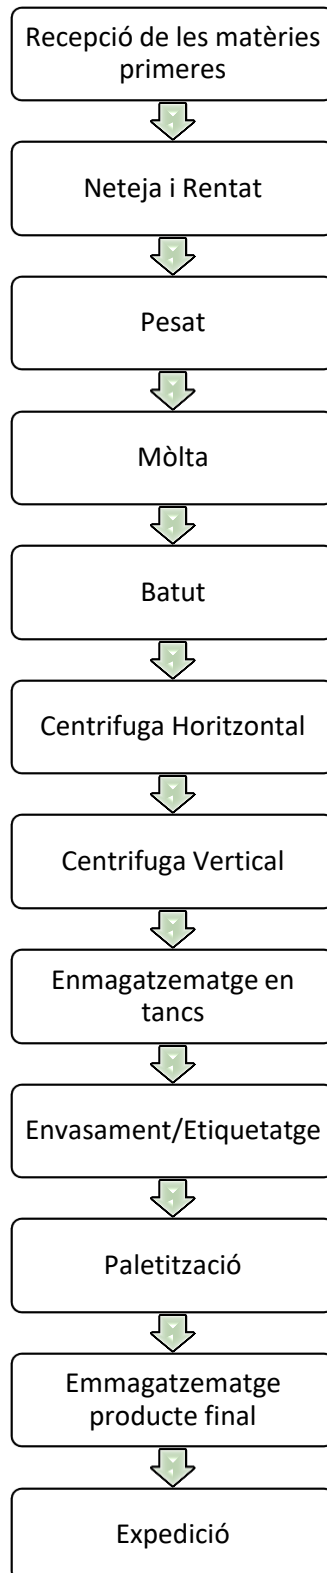 Recepció de les matèries
primeres
Neteja i Rentat
Pesat
Mòlta
Batut
Centrifuga Horitzontal
Centrifuga Vertical
Enmagatzematge en
tancs
Envasament/Etiquetatge
Paletització
Emmagatzematge
producte final
Expedició